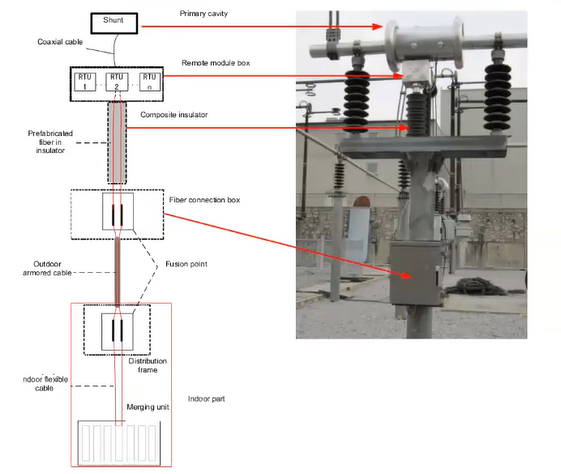 Shunt
Primary cavity
Coaxial cable
Remote module box
RTU
1
RTU
2
RTU
n
Composite insulator
Prefabricated
fiber in
insulator
Fiber connection box
Outdoor
armored cable
Fusion point
Distribution
frame
ndoor flexible
cable
Indoor part
Merging unit